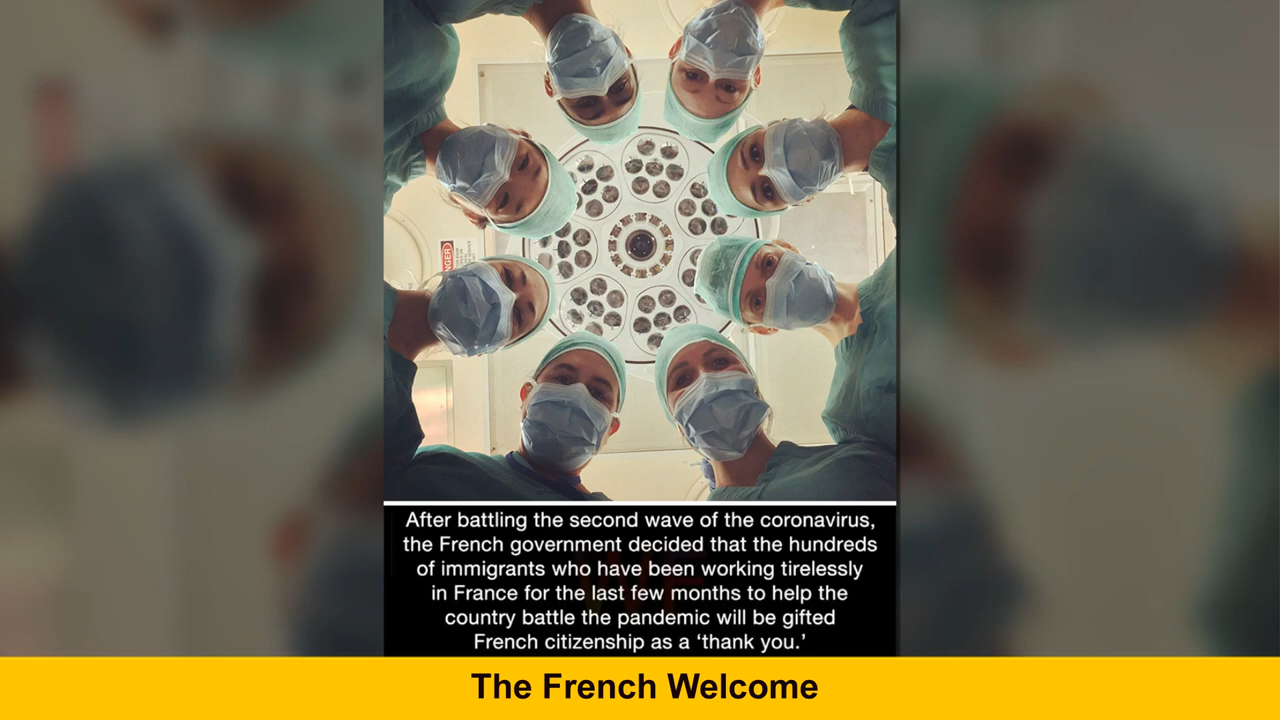 After battling the second wave of the coronavirus,
the French government decided that the hundreds
of immigrants who have been working tirelessly
in France for the last few months to help the
country battle the pandemic will be gifted
French citizenship as a ‘thank you.’
The French Welcome